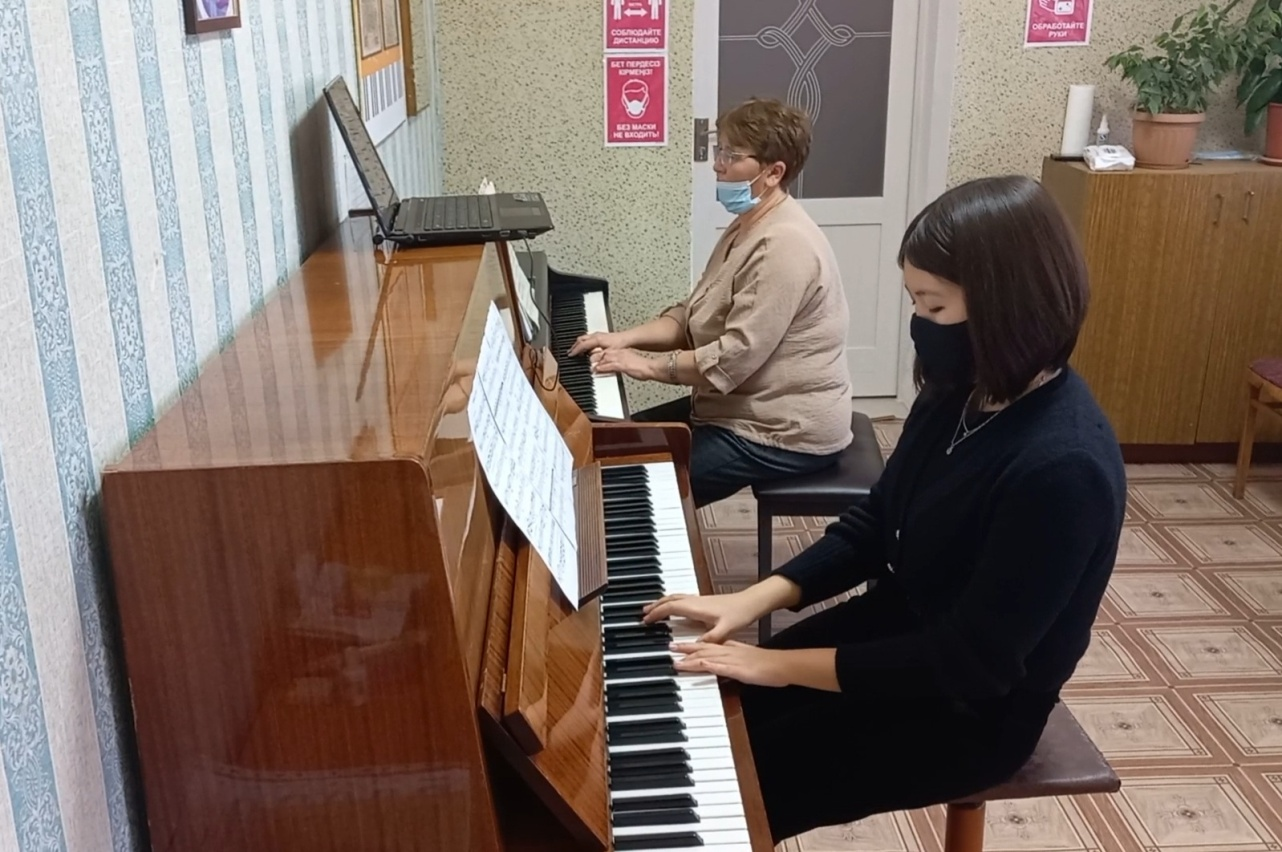 СОБЛЮДАЙТЕ
ДИСТАНЦИЮ
БЕТ ПЕРДЕСІЗ
КІРМЕҢІЗ!
БЕЗ МАСКИ
НЕ ВХОДИТЬ!
ОБРАБОТАЙТЕ
РУКИ